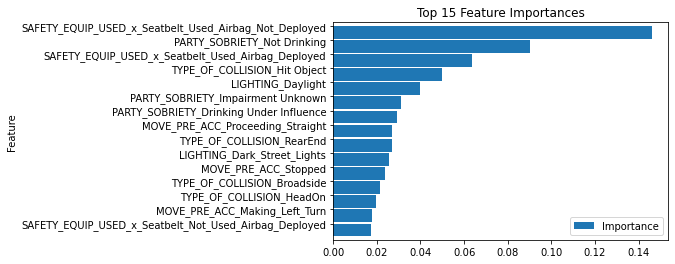 Top 15 Feature Importances
SAFETY_EQUIP_USED_x_Seatbelt_Used_Airbag_Not_Deployed
PARTY_SOBRIETY_Not Drinking
SAFETY_EQUIP_USED_x_Seatbelt_Used_Airbag_Deployed
TYPE_OF_COLLISION_Hit Object
LIGHTING_Daylight
PARTY_SOBRIETY_Impairment Unknown
PARTY_SOBRIETY_Drinking Under Influence
MOVE_PRE_ACC_Proceeding_Straight
TYPE_OF_COLLISION_RearEnd
LIGHTING_Dark_Street_Lights
MOVE_PRE_ACC_Stopped
TYPE_OF_COLLISION_Broadside
TYPE_OF_COLLISION_HeadOn
MOVE_PRE_ACC_Making_Left_Turn
SAFETY_EQUIP_USED_x_Seatbelt_Not_Used_Airbag_Deployed
Feature
Importance
0.00 0.02 0.04 0.06 0.08 0.10 0.12 0.14